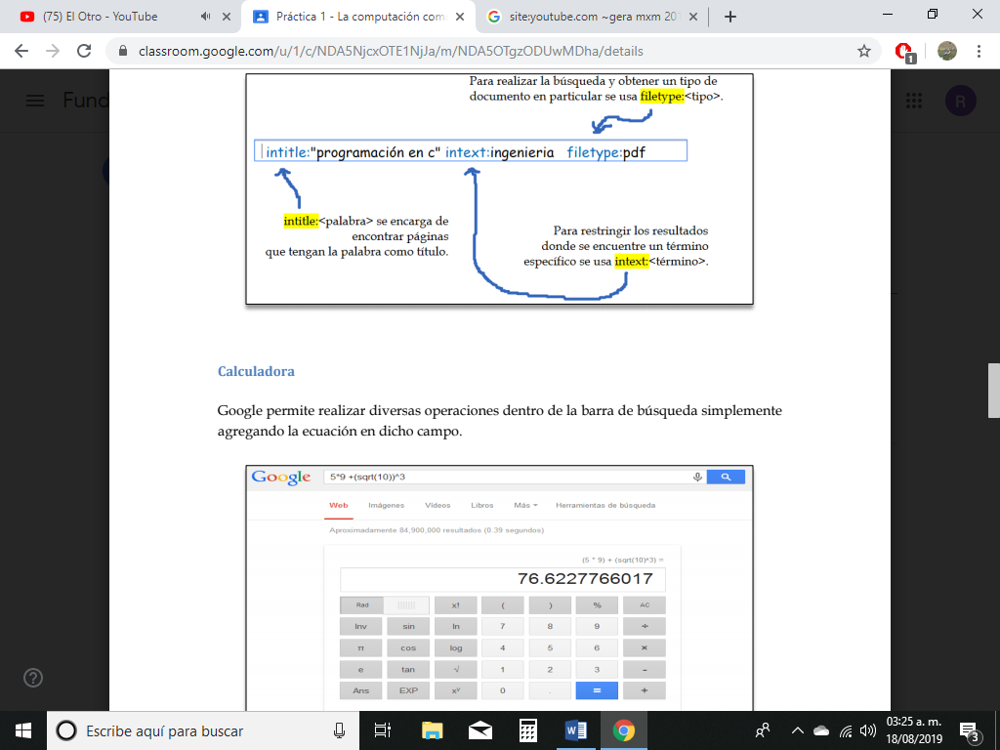 (75) El Otro - YouTube
Práctica 1 - La computación com
site:youtube.com ~gera mxm 201
classroom.google.com/u/1/c/NDA5NjcxOTE1NjJa/m/NDA5OTgzODUwMDha/details
1
Fund
R
Para realizar la búsqueda y obtener un tipo de
documento en particular se usa filetype:<tipo>.
intitle:"programación en c" intext:ingenieria filetype:pdf
intitle:<palabra> se encarga de
encontrar páginas
que tengan la palabra como título.
Para restringir los resultados
donde se encuentre un término
específico se usa intext:<término>.
Calculadora
Google permite realizar diversas operaciones dentro de la barra de búsqueda simplemente
agregando la ecuación en dicho campo.
Google 5*9 +(sqrt(10))^3
Web Imágenes Videos Libros Más Herramientas de búsqueda
Aproximadamente 84,900,000 resultados (0.39 segundos)
(5 * 9) + (sqrt(10)^3) =
76.6227766017
Rad x! ( ) % AC
Inv sin ln 7 8 9 ÷
π cos log 4 5 6 ×
e tan √ 1 2 3 -
Ans EXP xʸ 0 . = +
Escribe aquí para buscar
03:25 a. m.
18/08/2019
3